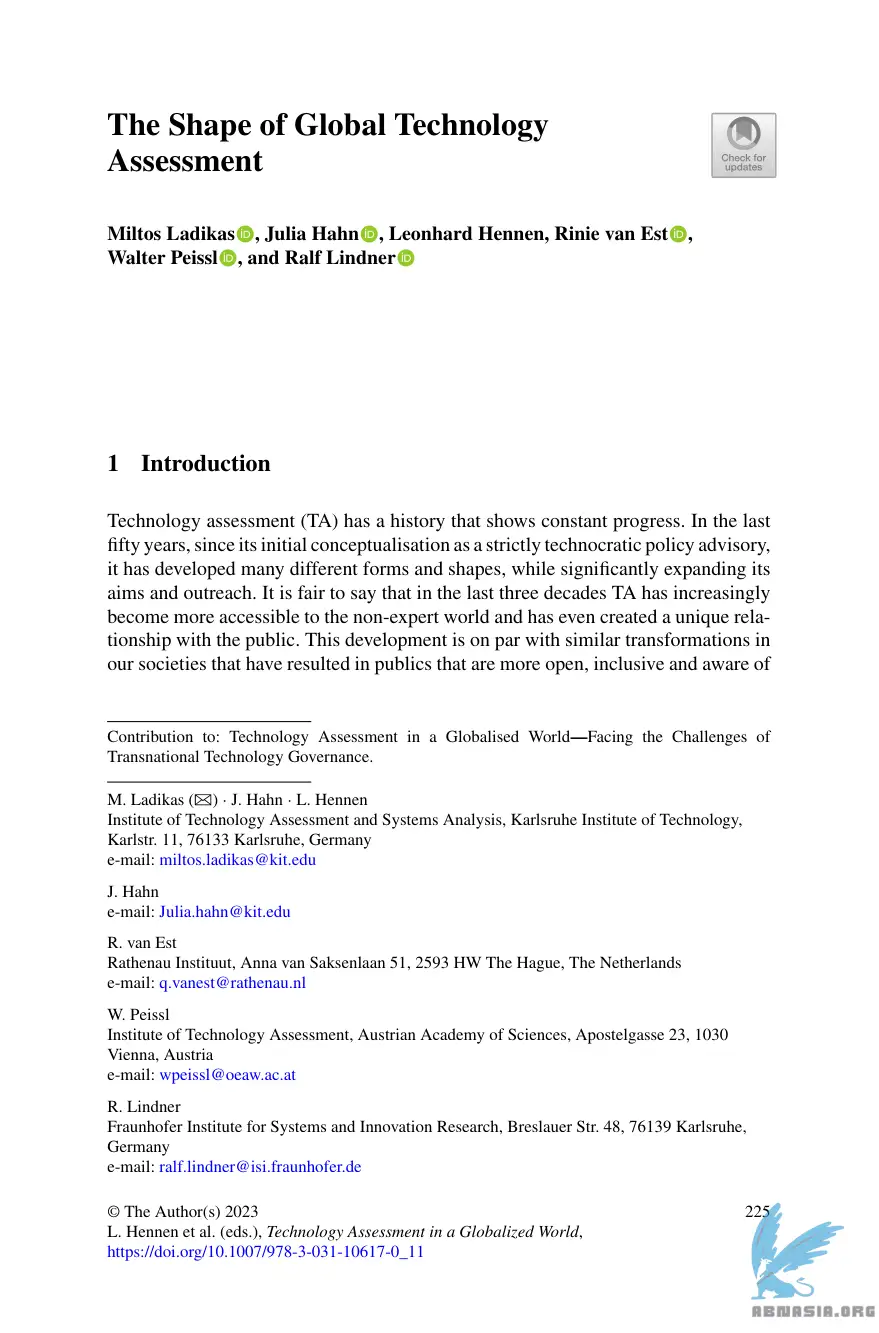 The Shape of Global Technology
Assessment
Check for
updates
Miltos Ladikas iD, Julia Hahn iD, Leonhard Hennen, Rinie van Est iD,
Walter Peissl iD, and Ralf Lindner iD
1 Introduction
Technology assessment (TA) has a history that shows constant progress. In the last
fifty years, since its initial conceptualisation as a strictly technocratic policy advisory,
it has developed many different forms and shapes, while significantly expanding its
aims and outreach. It is fair to say that in the last three decades TA has increasingly
become more accessible to the non-expert world and has even created a unique rela-
tionship with the public. This development is on par with similar transformations in
our societies that have resulted in publics that are more open, inclusive and aware of
Contribution to: Technology Assessment in a Globalised World—Facing the Challenges of
Transnational Technology Governance.
M. Ladikas (✉) · J. Hahn · L. Hennen
Institute of Technology Assessment and Systems Analysis, Karlsruhe Institute of Technology,
Karlstr. 11, 76133 Karlsruhe, Germany
e-mail: miltos.ladikas@kit.edu
J. Hahn
e-mail: Julia.hahn@kit.edu
R. van Est
Rathenau Instituut, Anna van Saksenlaan 51, 2593 HW The Hague, The Netherlands
e-mail: q.vanest@rathenau.nl
W. Peissl
Institute of Technology Assessment, Austrian Academy of Sciences, Apostelgasse 23, 1030
Vienna, Austria
e-mail: wpeissl@oeaw.ac.at
R. Lindner
Fraunhofer Institute for Systems and Innovation Research, Breslauer Str. 48, 76139 Karlsruhe,
Germany
e-mail: ralf.lindner@isi.fraunhofer.de
© The Author(s) 2023 225
L. Hennen et al. (eds.), Technology Assessment in a Globalized World,
https://doi.org/10.1007/978-3-031-10617-0_11
ABNASIA.ORG